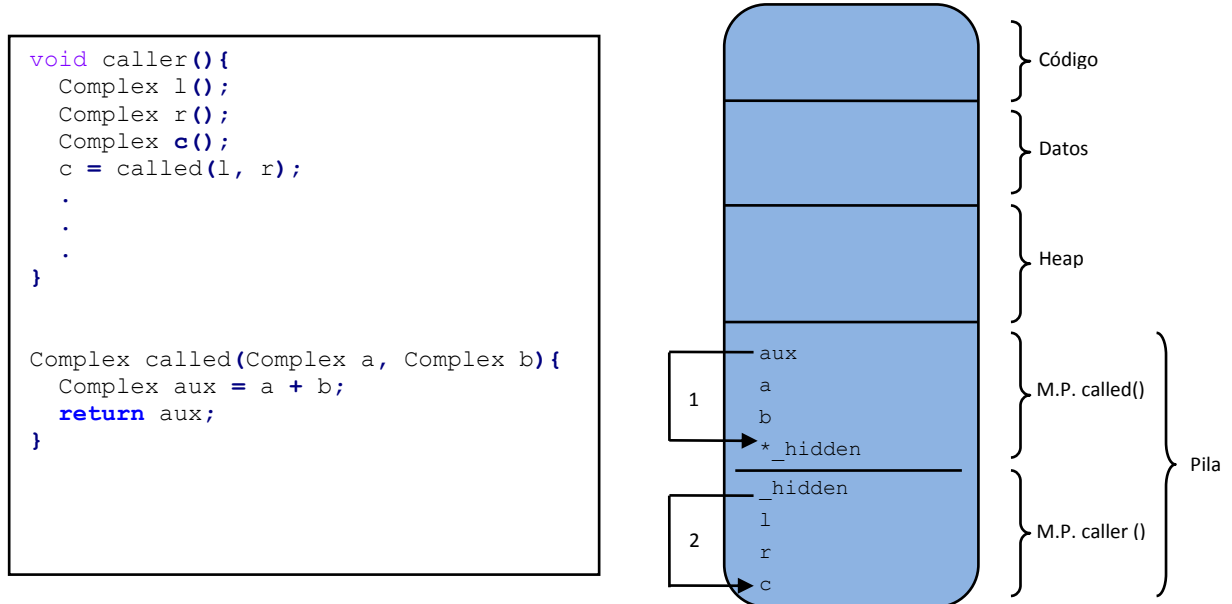 void caller(){
Complex l();
Complex r();
Complex c();
c = called(l, r);
.
.
.
}
Complex called(Complex a, Complex b){
Complex aux = a + b;
return aux;
}
Código
Datos
Heap
aux
a
b
*_hidden
1
M.P. called()
_hidden
l
r
c
2
M.P. caller ()
Pila